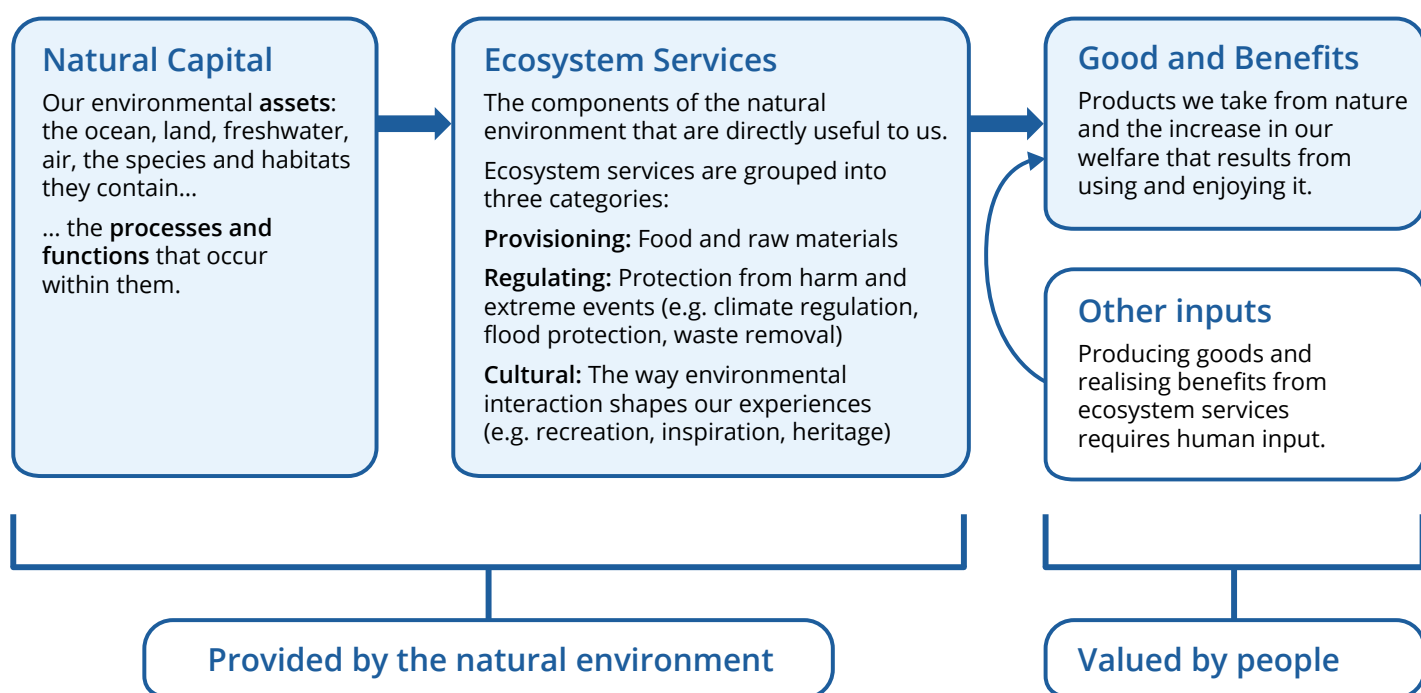 Natural Capital
Our environmental assets:
the ocean, land, freshwater,
air, the species and habitats
they contain...
... the processes and
functions that occur
within them.
Ecosystem Services
The components of the natural
environment that are directly useful to us.
Ecosystem services are grouped into
three categories:
Provisioning: Food and raw materials
Regulating: Protection from harm and
extreme events (e.g. climate regulation,
flood protection, waste removal)
Cultural: The way environmental
interaction shapes our experiences
(e.g. recreation, inspiration, heritage)
Good and Benefits
Products we take from nature
and the increase in our
welfare that results from
using and enjoying it.
Other inputs
Producing goods and
realising benefits from
ecosystem services
requires human input.
Provided by the natural environment
Valued by people